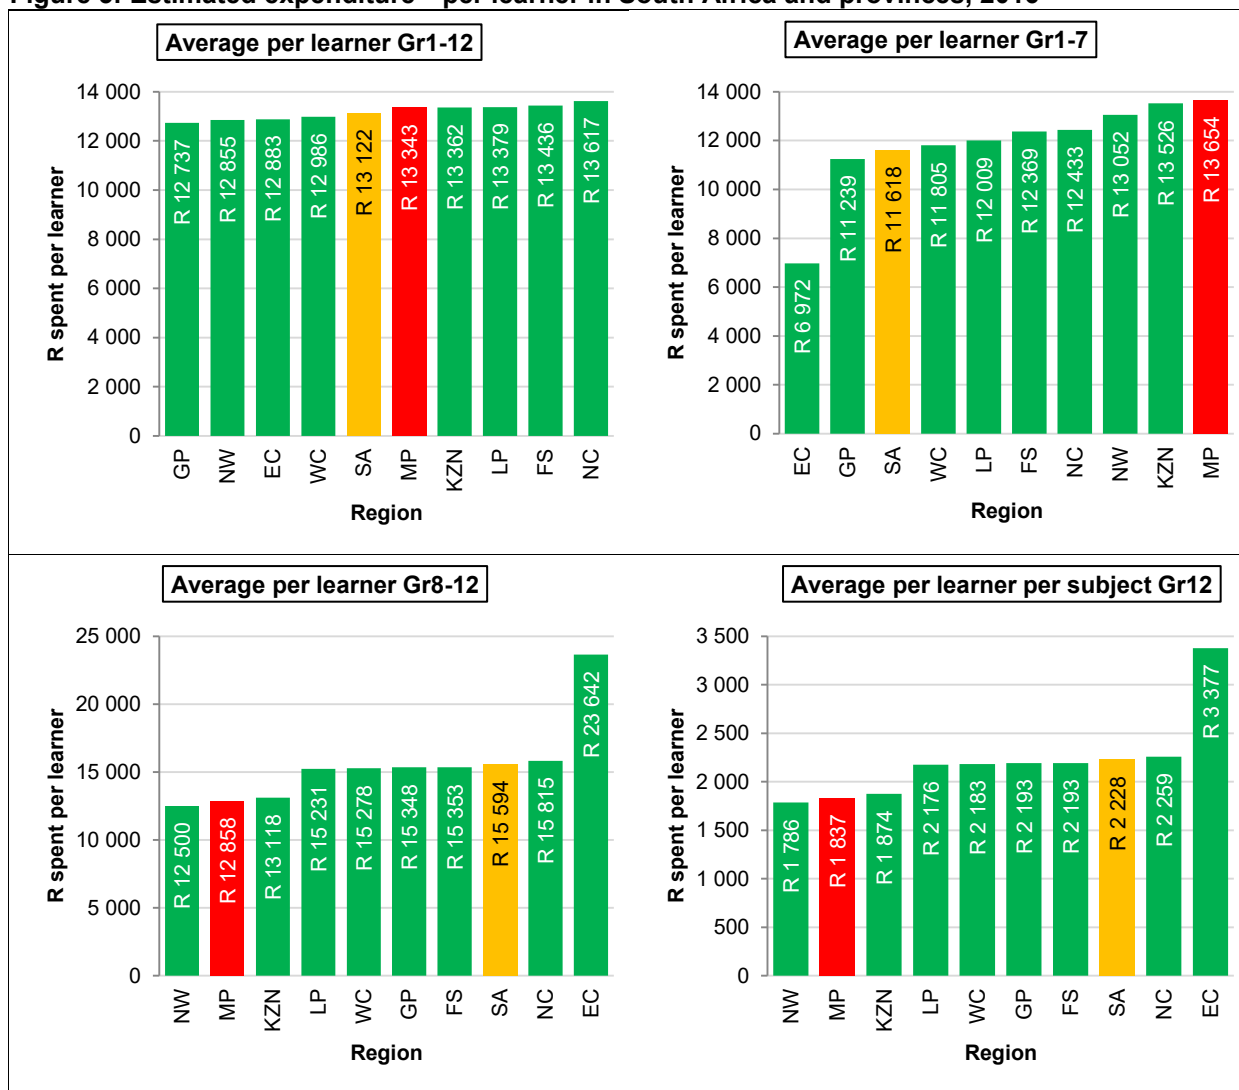 Figure 3: Estimated expenditure per learner in South Africa and provinces,
Average per learner Gr1-12
R spent per learner
14 000
12 000
10 000
8 000
6 000
4 000
2 000
0
R 12 737
R 12 855
R 12 883
R 12 986
R 13 122
R 13 343
R 13 362
R 13 379
R 13 436
R 13 617
GP NW EC WC SA MP KZN LP FS NC
Region
Average per learner Gr1-7
R spent per learner
14 000
12 000
10 000
8 000
6 000
4 000
2 000
0
R 6 972
R 11 239
R 11 618
R 11 805
R 12 009
R 12 369
R 12 433
R 13 052
R 13 526
R 13 654
EC GP SA WC LP FS NC NW KZN MP
Region
Average per learner Gr8-12
R spent per learner
25 000
20 000
15 000
10 000
5 000
0
R 12 500
R 12 858
R 13 118
R 15 231
R 15 278
R 15 348
R 15 353
R 15 594
R 15 815
R 23 642
NW MP KZN LP WC GP FS SA NC EC
Region
Average per learner per subject Gr12
R spent per learner
3 500
3 000
2 500
2 000
1 500
1 000
500
0
R 1 786
R 1 837
R 1 874
R 2 176
R 2 183
R 2 193
R 2 193
R 2 228
R 2 259
R 3 377
NW MP KZN LP WC GP FS SA NC EC
Region